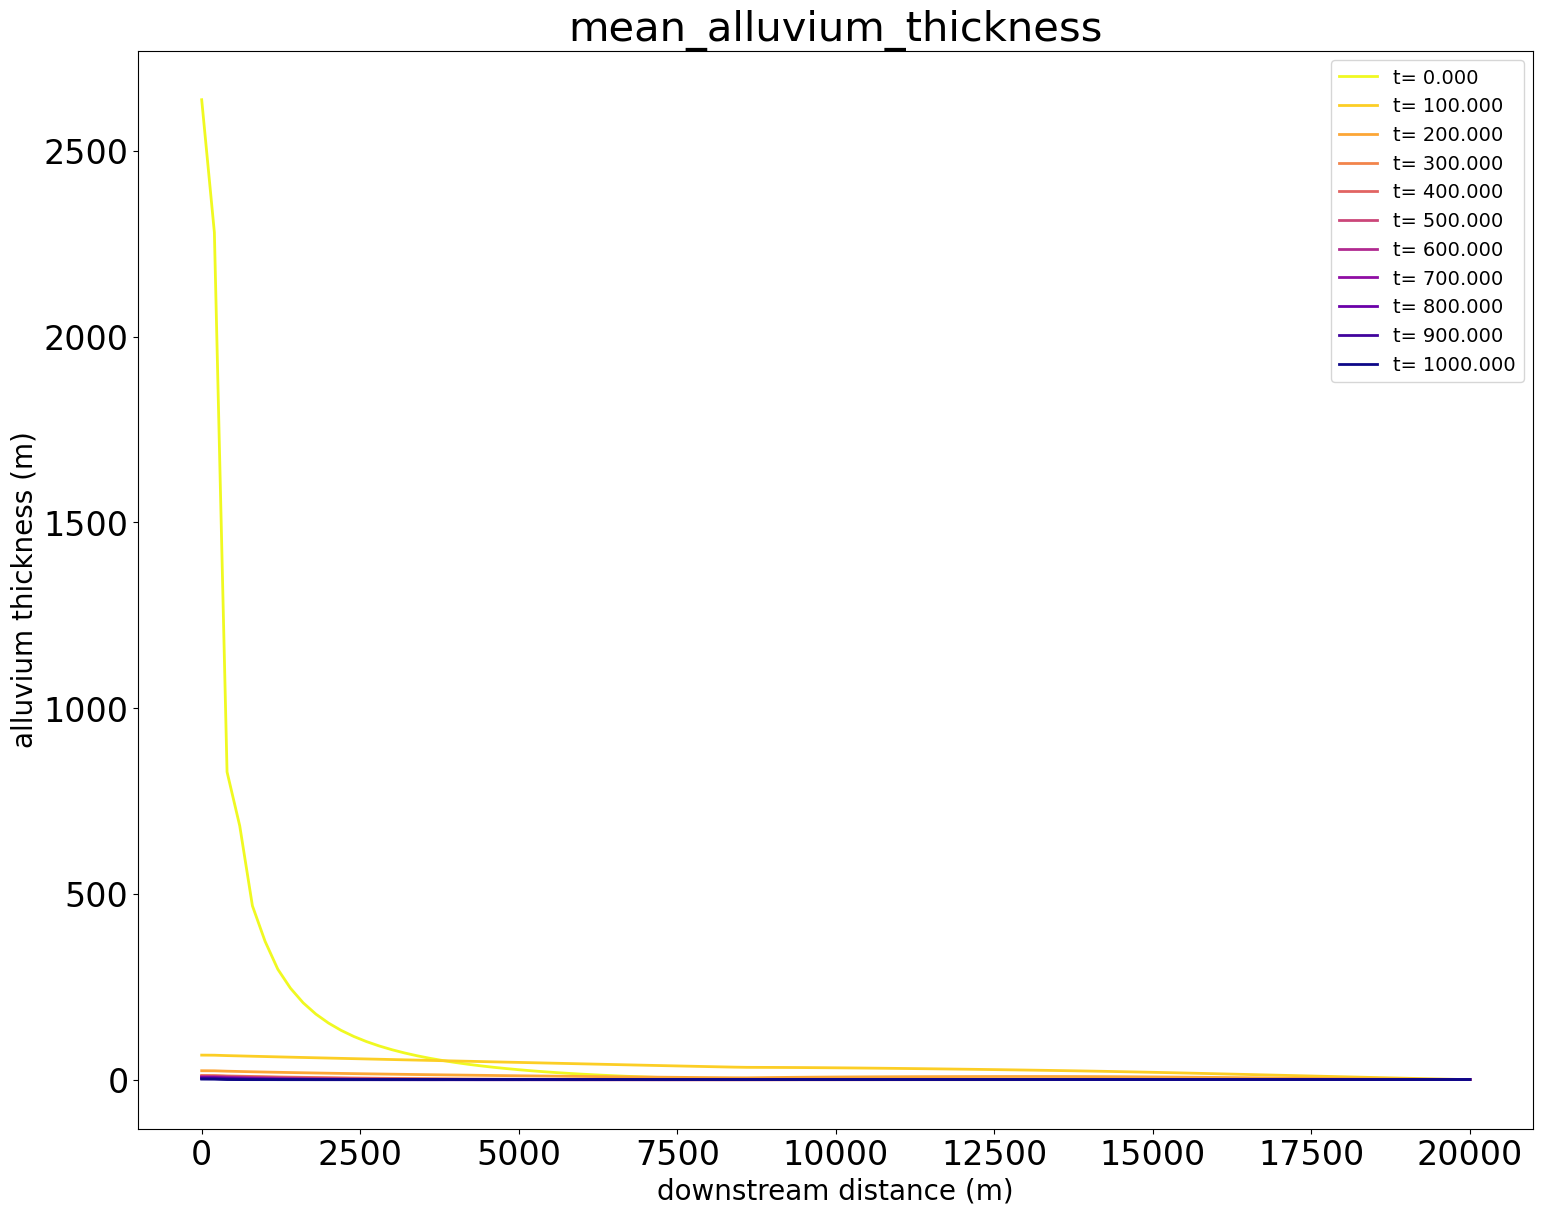 mean_alluvium_thickness
t= 0.000
t= 100.000
t= 200.000
t= 300.000
t= 400.000
t= 500.000
t= 600.000
t= 700.000
t= 800.000
t= 900.000
t= 1000.000
alluvium thickness (m)
2500
2000
1500
1000
500
0
0 2500 5000 7500 10000 12500 15000 17500 20000
downstream distance (m)